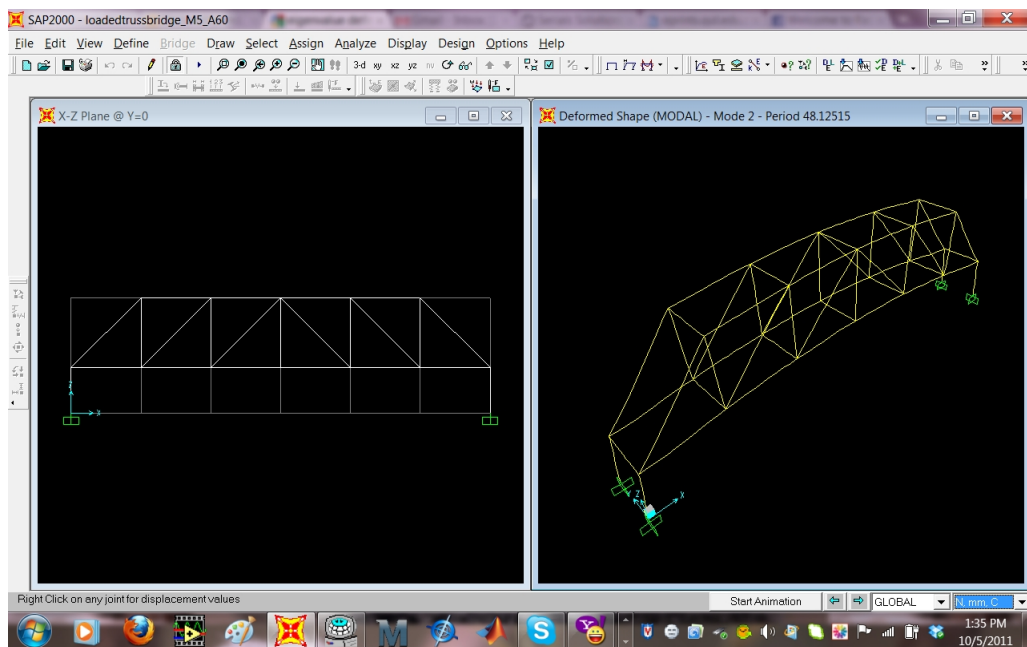 SAP2000 - loadedtrussbridge_M5_A60
File Edit View Define Bridge Draw Select Assign Analyze Display Design Options Help
3-d xy xz yz nv
X-Z Plane @ Y=0
Deformed Shape (MODAL) - Mode 2 - Period 48.12515
Z
X
Z
X
Right Click on any joint for displacement values
Start Animation
GLOBAL
N, mm, C
1:35 PM
10/5/2011